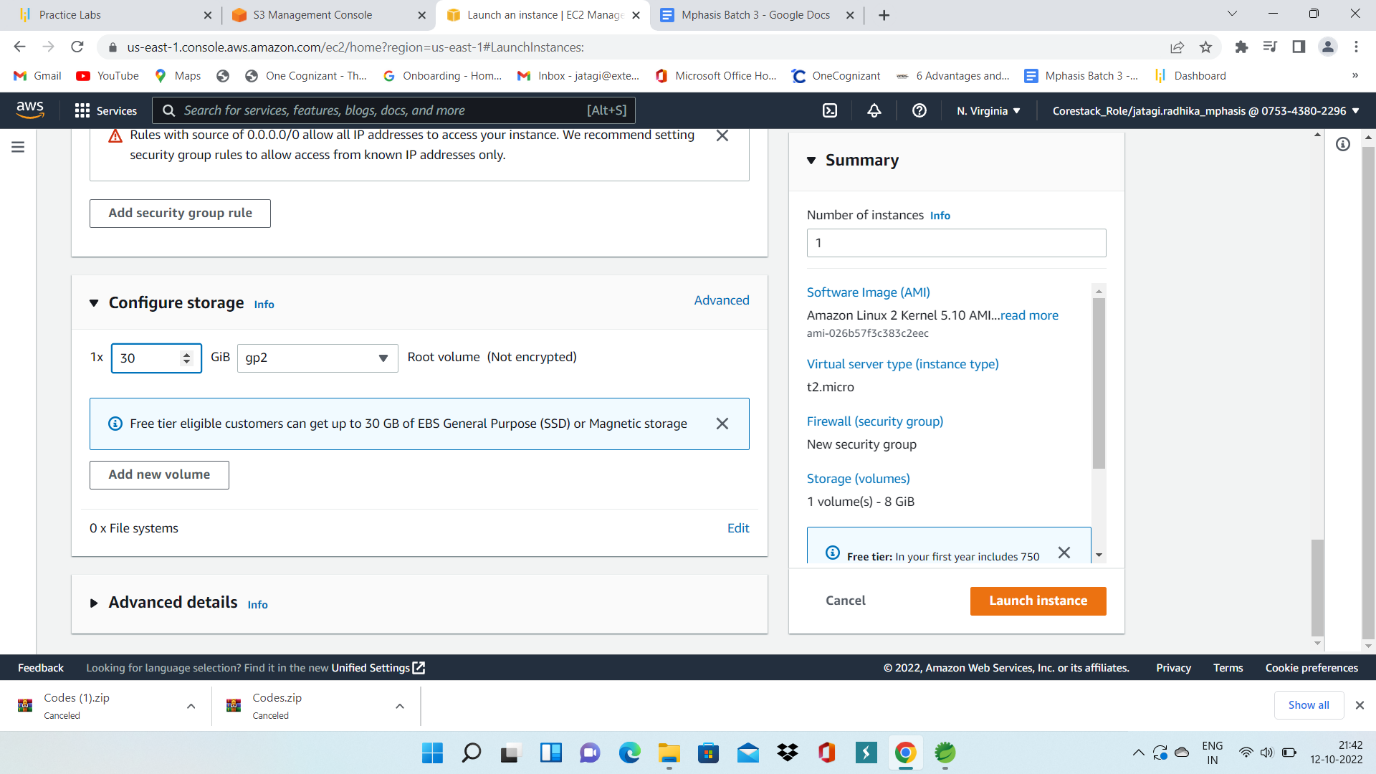 Practice Labs
S3 Management Console
Launch an instance | EC2 Manage
Mphasis Batch 3 - Google Docs
us-east-1.console.aws.amazon.com/ec2/home?region=us-east-1#LaunchInstances:
Gmail
YouTube
Maps
One Cognizant - Th...
Onboarding - Hom...
Inbox - jatagi@exte...
Microsoft Office Ho...
OneCognizant
6 Advantages and...
Mphasis Batch 3 -...
Dashboard
»
aws
Services
Search for services, features, blogs, docs, and more
[Alt+S]
N. Virginia
Corestack_Role/jatagi.radhika_mphasis @ 0753-4380-2296
Rules with source of 0.0.0.0/0 allow all IP addresses to access your instance. We recommend setting
security group rules to allow access from known IP addresses only.
Add security group rule
Configure storage Info
Advanced
1x 30 GiB gp2 Root volume (Not encrypted)
Free tier eligible customers can get up to 30 GB of EBS General Purpose (SSD) or Magnetic storage
Add new volume
0 x File systems
Edit
Advanced details Info
Summary
Number of instances Info
1
Software Image (AMI)
Amazon Linux 2 Kernel 5.10 AMI...read more
ami-026b57f3c383c2eec
Virtual server type (instance type)
t2.micro
Firewall (security group)
New security group
Storage (volumes)
1 volume(s) - 8 GiB
Free tier: In your first year includes 750
Cancel
Launch instance
Feedback
Looking for language selection? Find it in the new Unified Settings
© 2022, Amazon Web Services, Inc. or its affiliates.
Privacy
Terms
Cookie preferences
Codes (1).zip
Canceled
Codes.zip
Canceled
Show all
ENG
IN
21:42
12-10-2022